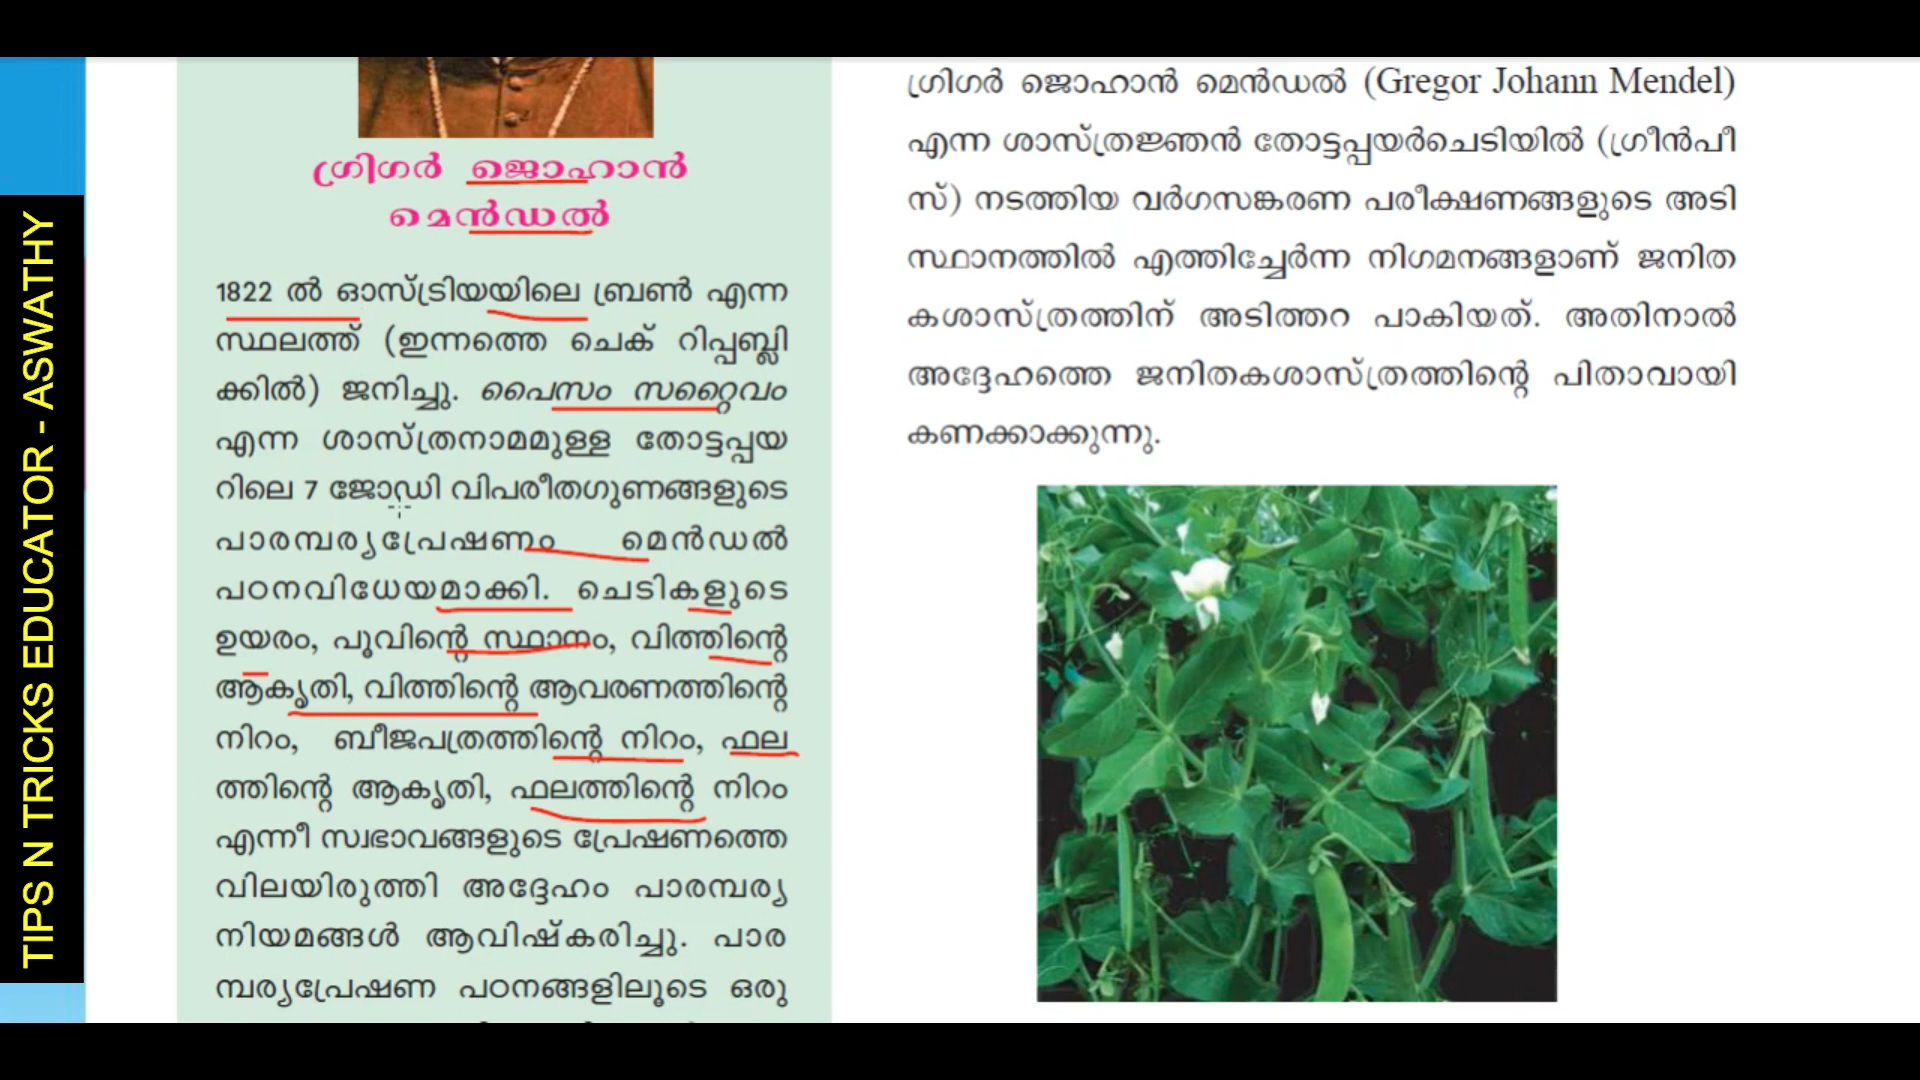 TIPS N TRICKS EDUCATOR - ASWATHY
ഗ്രിഗർ ജൊഹാൻ
മെൻഡൽ
1822 ൽ ഓസ്ട്രിയയിലെ ബ്രൺ എന്ന
സ്ഥലത്ത് (ഇന്നത്തെ ചെക് റിപ്പബ്ലി
ക്കിൽ) ജനിച്ചു. പൈസം സറ്റൈവം
എന്ന ശാസ്ത്രനാമമുള്ള തോട്ടപ്പയ
റിലെ 7 ജോഡി വിപരീതഗുണങ്ങളുടെ
പാരമ്പര്യപ്രേഷണം മെൻഡൽ
പഠനവിധേയമാക്കി. ചെടികളുടെ
ഉയരം, പൂവിന്റെ സ്ഥാനം, വിത്തിന്റെ
ആകൃതി, വിത്തിന്റെ ആവരണത്തിന്റെ
നിറം, ബീജപത്രത്തിന്റെ നിറം, ഫല
ത്തിന്റെ ആകൃതി, ഫലത്തിന്റെ നിറം
എന്നീ സ്വഭാവങ്ങളുടെ പ്രേഷണത്തെ
വിലയിരുത്തി അദ്ദേഹം പാരമ്പര്യ
നിയമങ്ങൾ ആവിഷ്കരിച്ചു. പാര
മ്പര്യപ്രേഷണ പഠനങ്ങളിലൂടെ ഒരു
ഗ്രിഗർ ജൊഹാൻ മെൻഡൽ (Gregor Johann Mendel)
എന്ന ശാസ്ത്രജ്ഞൻ തോട്ടപ്പയർചെടിയിൽ (ഗ്രീൻപീ
സ്) നടത്തിയ വർഗസങ്കരണ പരീക്ഷണങ്ങളുടെ അടി
സ്ഥാനത്തിൽ എത്തിച്ചേർന്ന നിഗമനങ്ങളാണ് ജനിത
കശാസ്ത്രത്തിന് അടിത്തറ പാകിയത്. അതിനാൽ
അദ്ദേഹത്തെ ജനിതകശാസ്ത്രത്തിന്റെ പിതാവായി
കണക്കാക്കുന്നു.